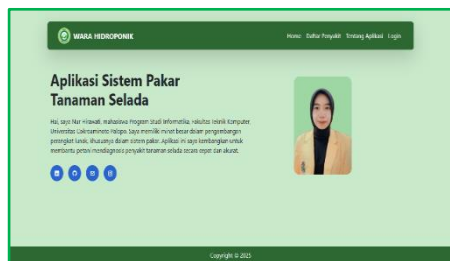 WARA HIDROPONIK
Home Daftar Penyakit Tentang Aplikasi Login
Aplikasi Sistem Pakar
Tanaman Selada
Hai, saya Nur Hirawati, mahasiswa Program Studi Informatika, Fakultas Teknik Komputer
Universitas Cokroaminoto Palopo. Saya memiliki minat besar dalam pengembangan
perangkat lunak, khususnya dalam sistem pakar. Aplikasi ini saya kembangkan untuk
membantu petani mendiagnosis penyakit tanaman selada secara cepat dan akurat.
Copyright © 2025